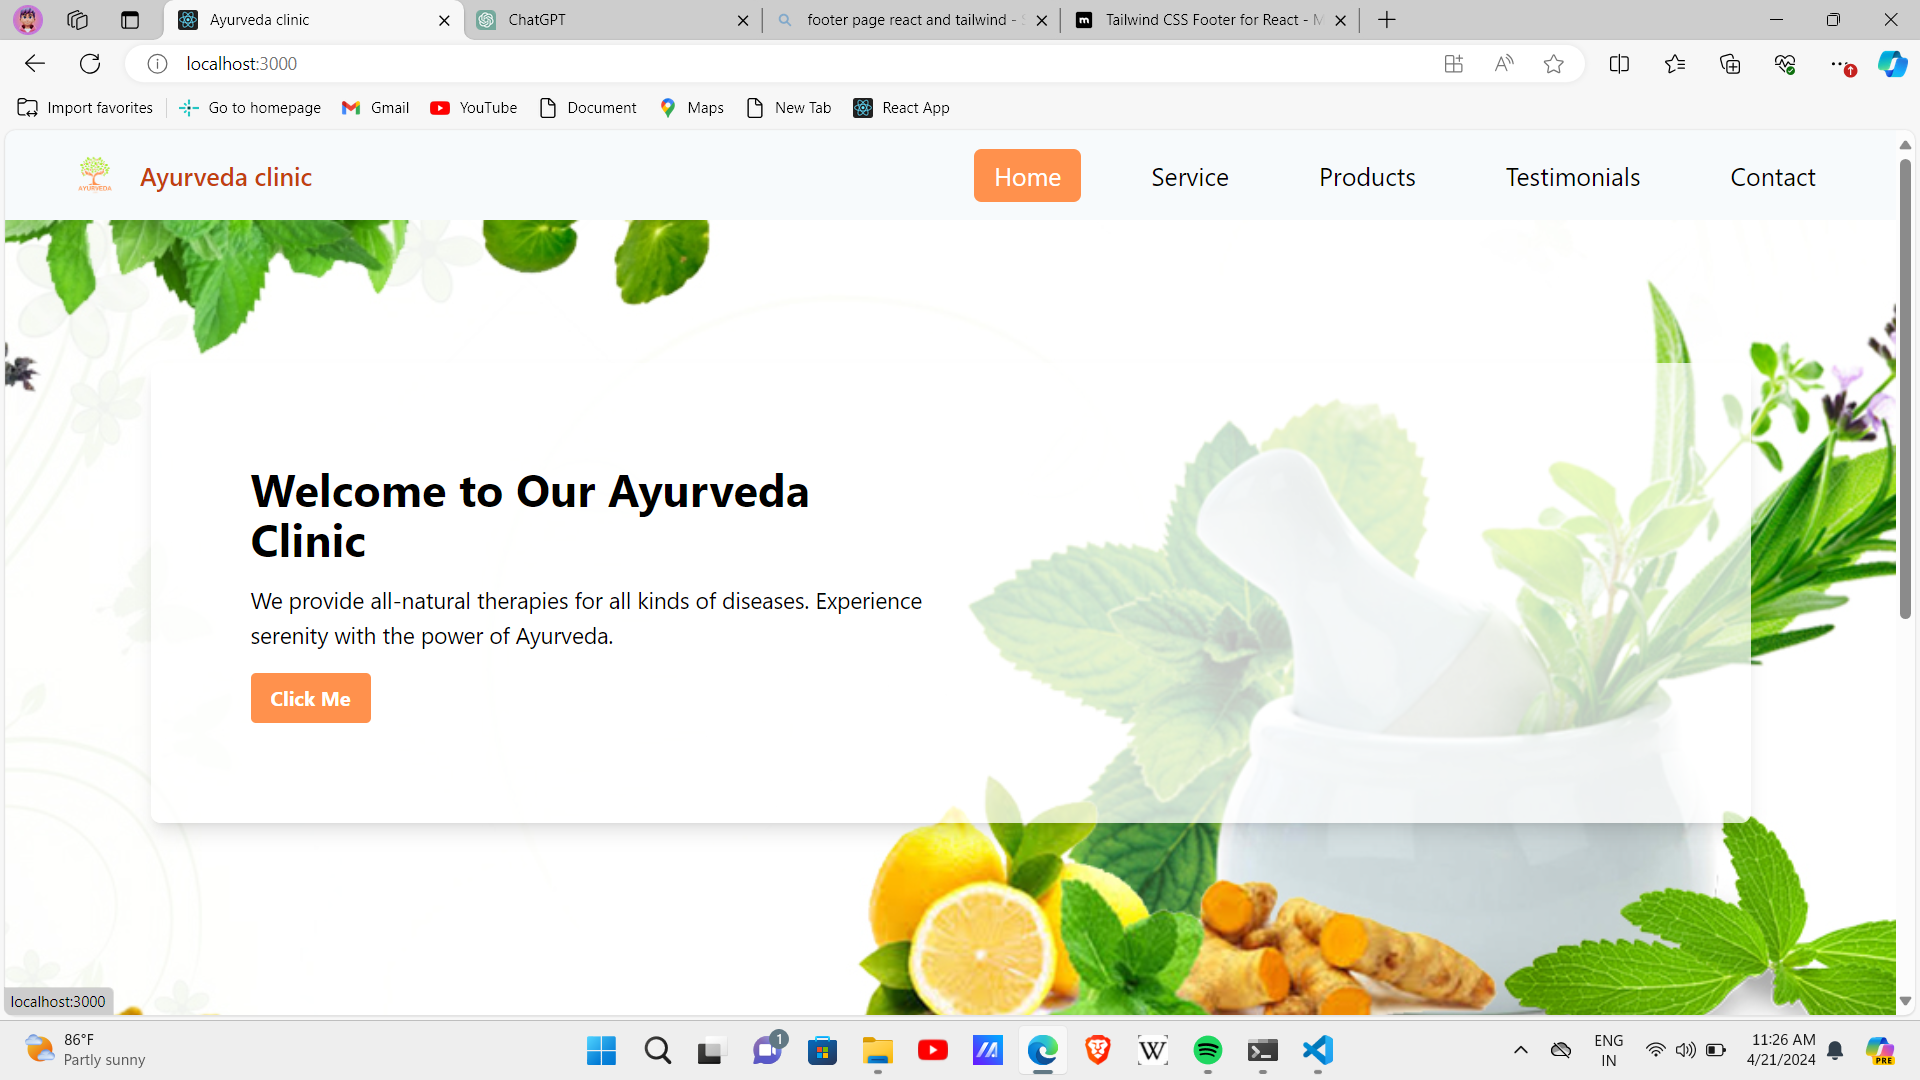 Ayurveda clinic
ChatGPT
footer page react and tailwind - S
Tailwind CSS Footer for React - M
localhost:3000
Import favorites
Go to homepage
Gmail
YouTube
Document
Maps
New Tab
React App
AYURVEDA
Ayurveda clinic
Home
Service
Products
Testimonials
Contact
Welcome to Our Ayurveda
Clinic
We provide all-natural therapies for all kinds of diseases. Experience
serenity with the power of Ayurveda.
Click Me
localhost:3000
86°F
Partly sunny
1
W
ENG
IN
11:26 AM
4/21/2024
PRE